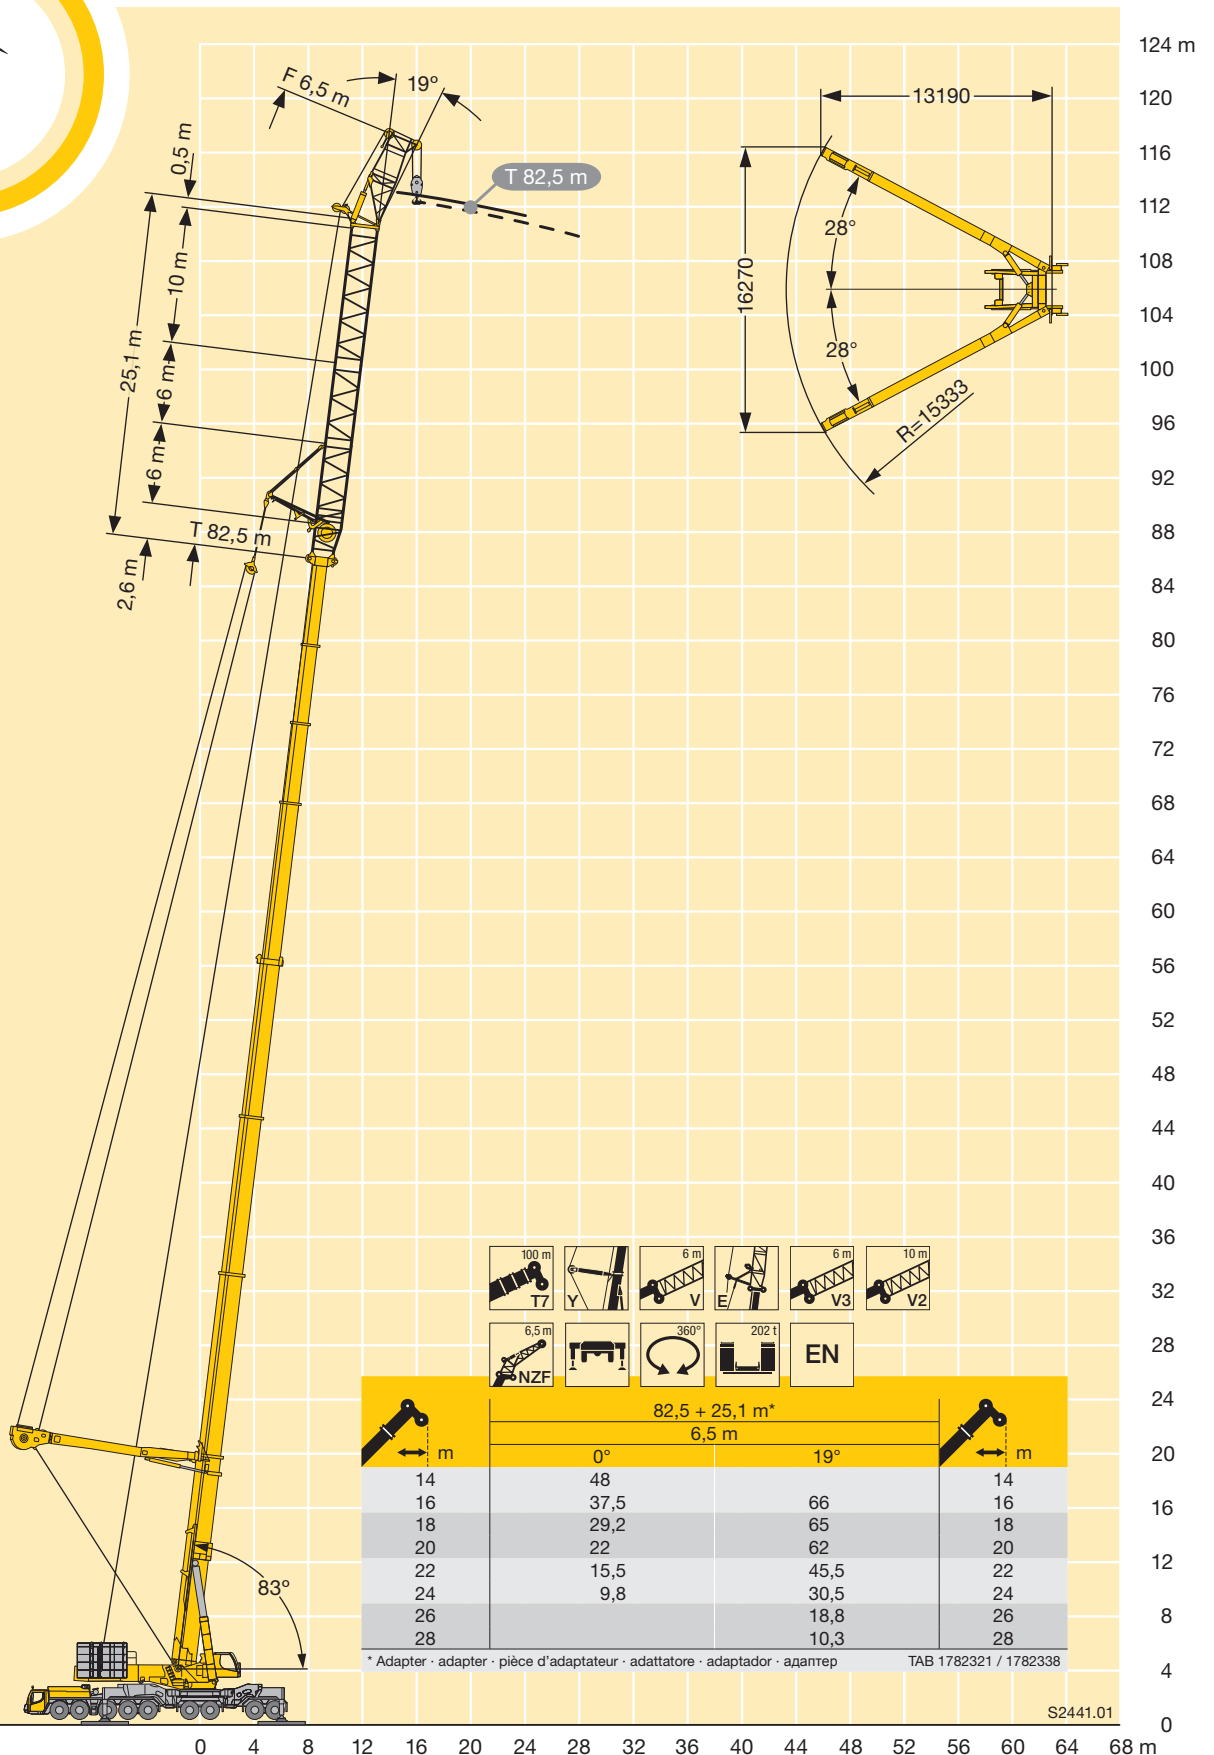 124 m
120
116
112
108
104
100
96
92
88
84
80
76
72
68
64
60
56
52
48
44
40
36
32
28
24
20
16
12
8
4
0
F 6,5 m
19°
0,5 m
10 m
25,1 m
6 m
6 m
T 82,5 m
2,6 m
T 82,5 m
13190
16270
28°
28°
R=15333
83°
100 m
T7
Y
6 m
V
E
6 m
V3
10 m
V2
6,5 m
NZF
360°
202 t
EN
82,5 + 25,1 m*
6,5 m
m 0° 19° m
14 48 14
16 37,5 66 16
18 29,2 65 18
20 22 62 20
22 15,5 45,5 22
24 9,8 30,5 24
26 18,8 26
28 10,3 28
* Adapter · adapter · pièce d'adaptateur · adattatore · adaptador · адаптер TAB 1782321 / 1782338
S2441.01
0 4 8 12 16 20 24 28 32 36 40 44 48 52 56 60 64 68 m